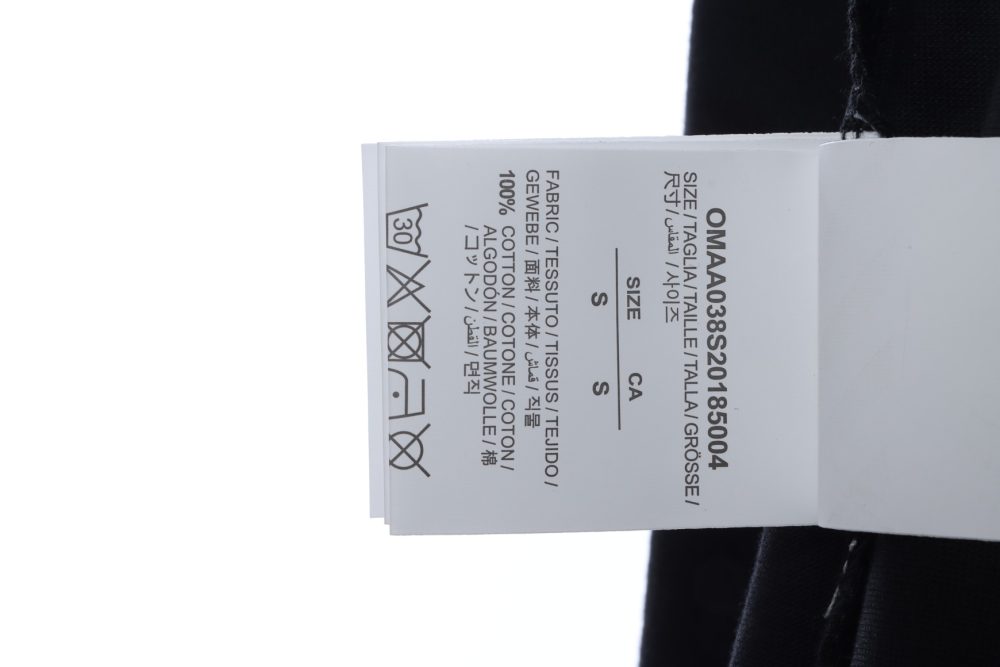 OMAA038S20185004
SIZE / TAGLIA / TAILLE / TALLA / GRÖSSE /
尺寸 / المقاس / 사이즈
SIZE CA
S S
FABRIC / TESSUTO / TISSUS / TEJIDO /
GEWEBE / 面料 / 本体 / قماش / 직물
100% COTTON / COTONE / COTON /
ALGODÓN / BAUMWOLLE / 棉
/ コットン / القطن / 면직
30